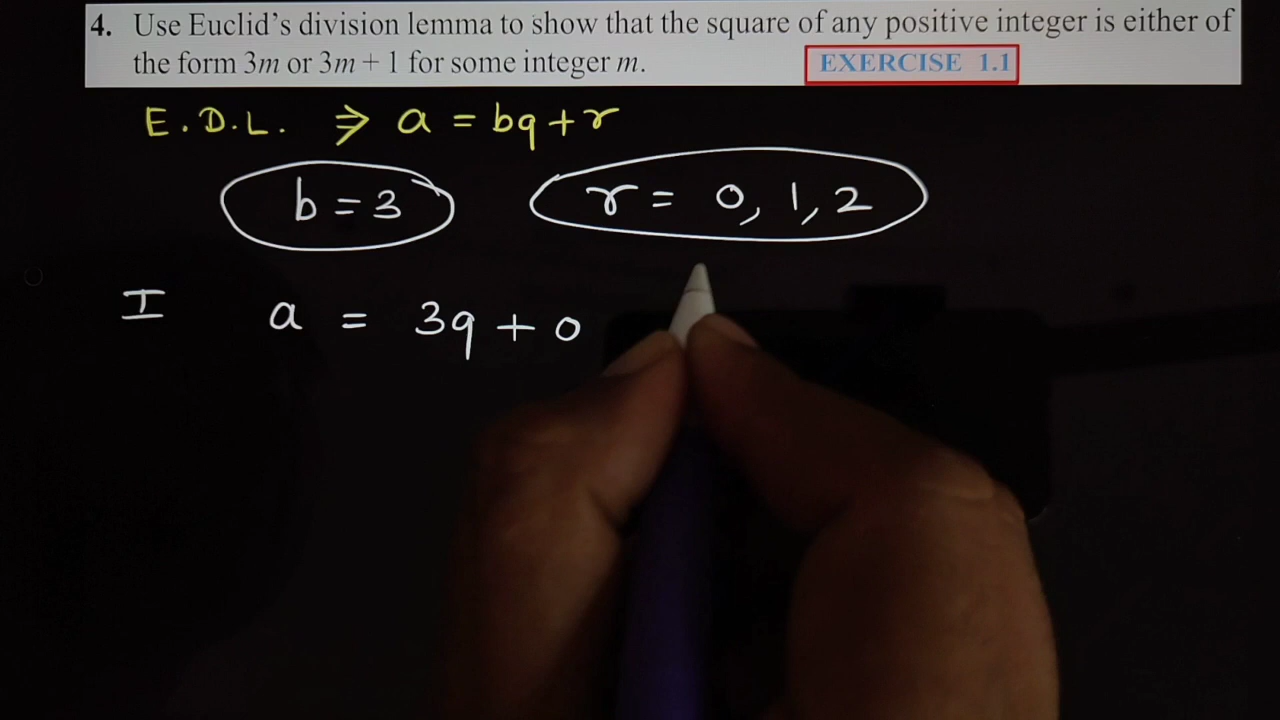 4. Use Euclid's division lemma to show that the square of any positive integer is either of
the form 3m or 3m + 1 for some integer m.
EXERCISE 1.1
E.D.L. ⇒ a = bq + r
b = 3
r = 0, 1, 2
I a = 3q + 0